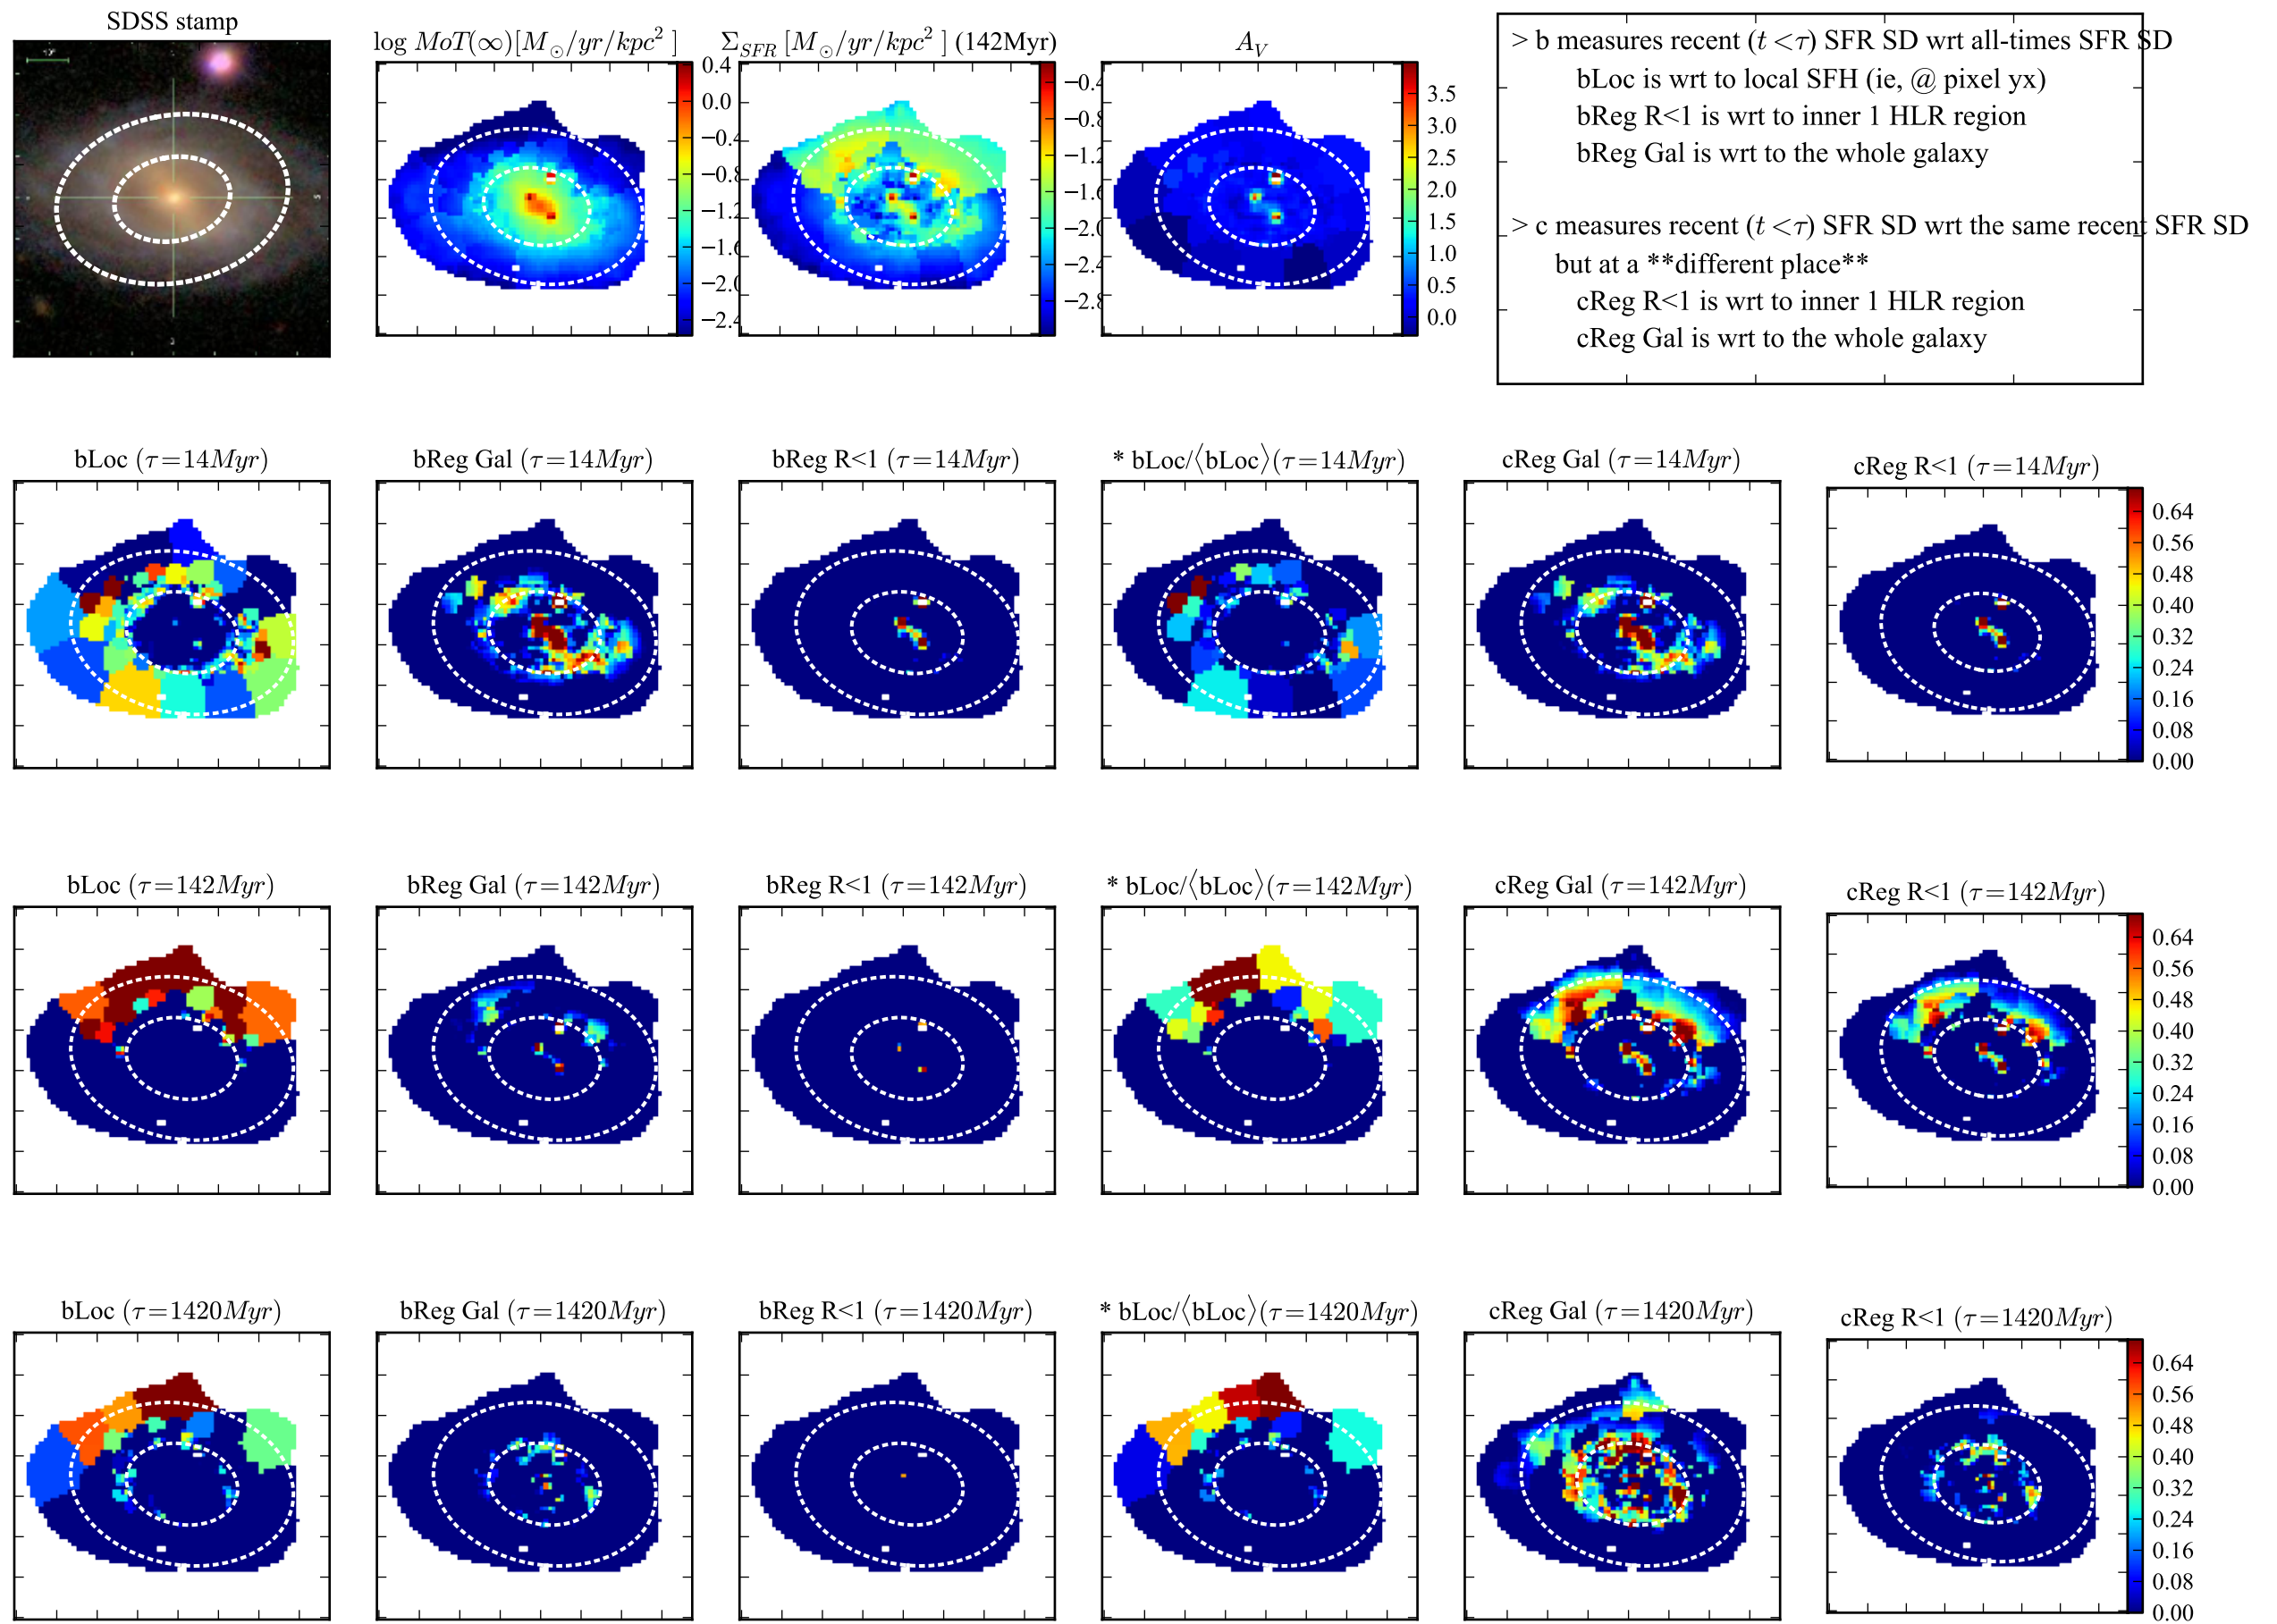 SDSS stamp
log MoT(∞)[M⊙/yr/kpc² ]
Σ_SFR [M⊙/yr/kpc² ] (142Myr)
A_V
0.4
0.0
−0.4
−0.8
−1.2
−1.6
−2.0
−2.4
−0.4
−0.8
−1.2
−1.6
−2.0
−2.4
−2.8
3.5
3.0
2.5
2.0
1.5
1.0
0.5
0.0
> b measures recent (t <τ) SFR SD wrt all-times SFR SD
bLoc is wrt to local SFH (ie, @ pixel yx)
bReg R<1 is wrt to inner 1 HLR region
bReg Gal is wrt to the whole galaxy
> c measures recent (t <τ) SFR SD wrt the same recent SFR SD
but at a **different place**
cReg R<1 is wrt to inner 1 HLR region
cReg Gal is wrt to the whole galaxy
bLoc (τ=14Myr)
bReg Gal (τ=14Myr)
bReg R<1 (τ=14Myr)
* bLoc/⟨bLoc⟩(τ=14Myr)
cReg Gal (τ=14Myr)
cReg R<1 (τ=14Myr)
0.64
0.56
0.48
0.40
0.32
0.24
0.16
0.08
0.00
bLoc (τ=142Myr)
bReg Gal (τ=142Myr)
bReg R<1 (τ=142Myr)
* bLoc/⟨bLoc⟩(τ=142Myr)
cReg Gal (τ=142Myr)
cReg R<1 (τ=142Myr)
0.64
0.56
0.48
0.40
0.32
0.24
0.16
0.08
0.00
bLoc (τ=1420Myr)
bReg Gal (τ=1420Myr)
bReg R<1 (τ=1420Myr)
* bLoc/⟨bLoc⟩(τ=1420Myr)
cReg Gal (τ=1420Myr)
cReg R<1 (τ=1420Myr)
0.64
0.56
0.48
0.40
0.32
0.24
0.16
0.08
0.00